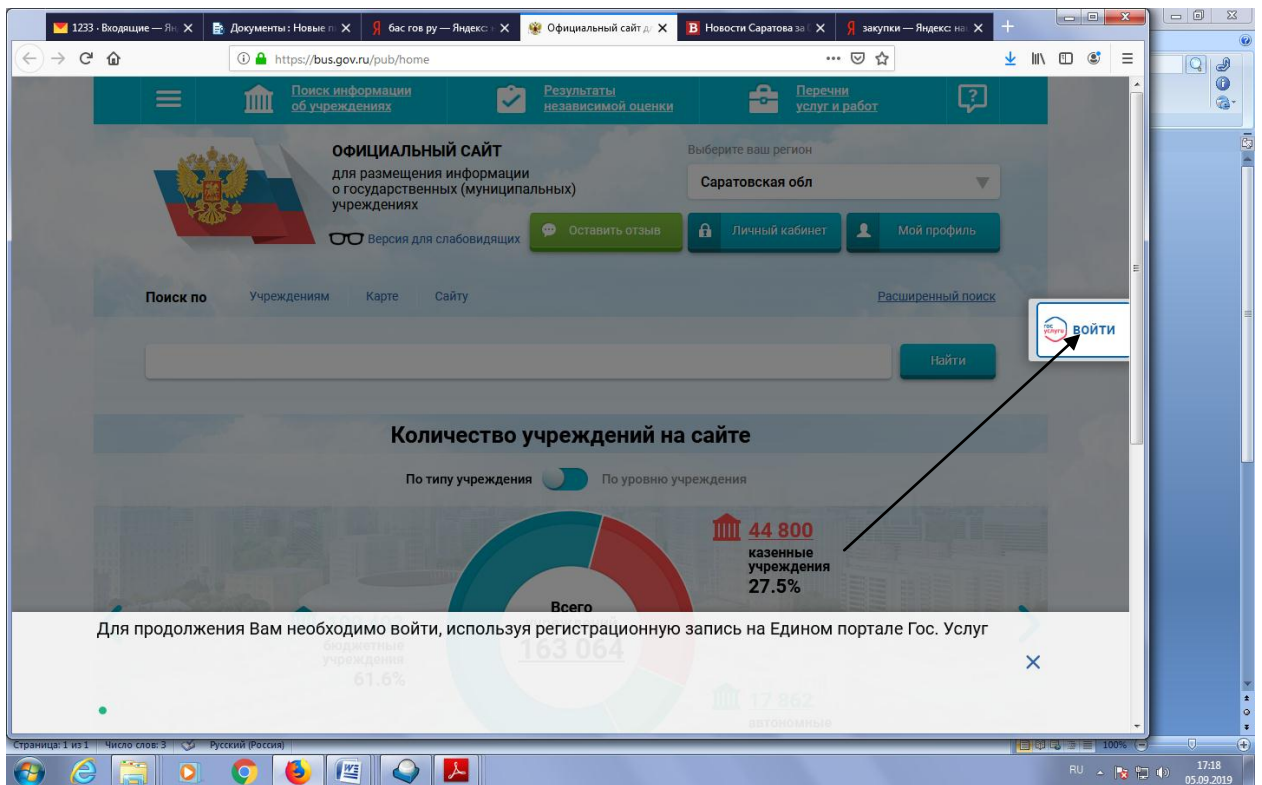 1233 · Входящие — Ян
Документы : Новые п
бас гов ру — Яндекс: н
Официальный сайт д
Новости Саратова за
закупки — Яндекс: на
https://bus.gov.ru/pub/home
Поиск информации
об учреждениях
Результаты
независимой оценки
Перечни
услуг и работ
ОФИЦИАЛЬНЫЙ САЙТ
для размещения информации
о государственных (муниципальных)
учреждениях
Версия для слабовидящих
Выберите ваш регион
Саратовская обл
Оставить отзыв
Личный кабинет
Мой профиль
Поиск по
Учреждениям
Карте
Сайту
Расширенный поиск
гос
услуги
ВОЙТИ
Найти
Количество учреждений на сайте
По типу учреждения
По уровню учреждения
44 800
казенные
учреждения
27.5%
Всего
Для продолжения Вам необходимо войти, используя регистрационную запись на Едином портале Гос. Услуг
бюджетные
учреждения
61.6%
163 064
17 862
автономные
Страница: 1 из 1
Число слов: 3
Русский (Россия)
100%
RU
17:18
05.09.2019